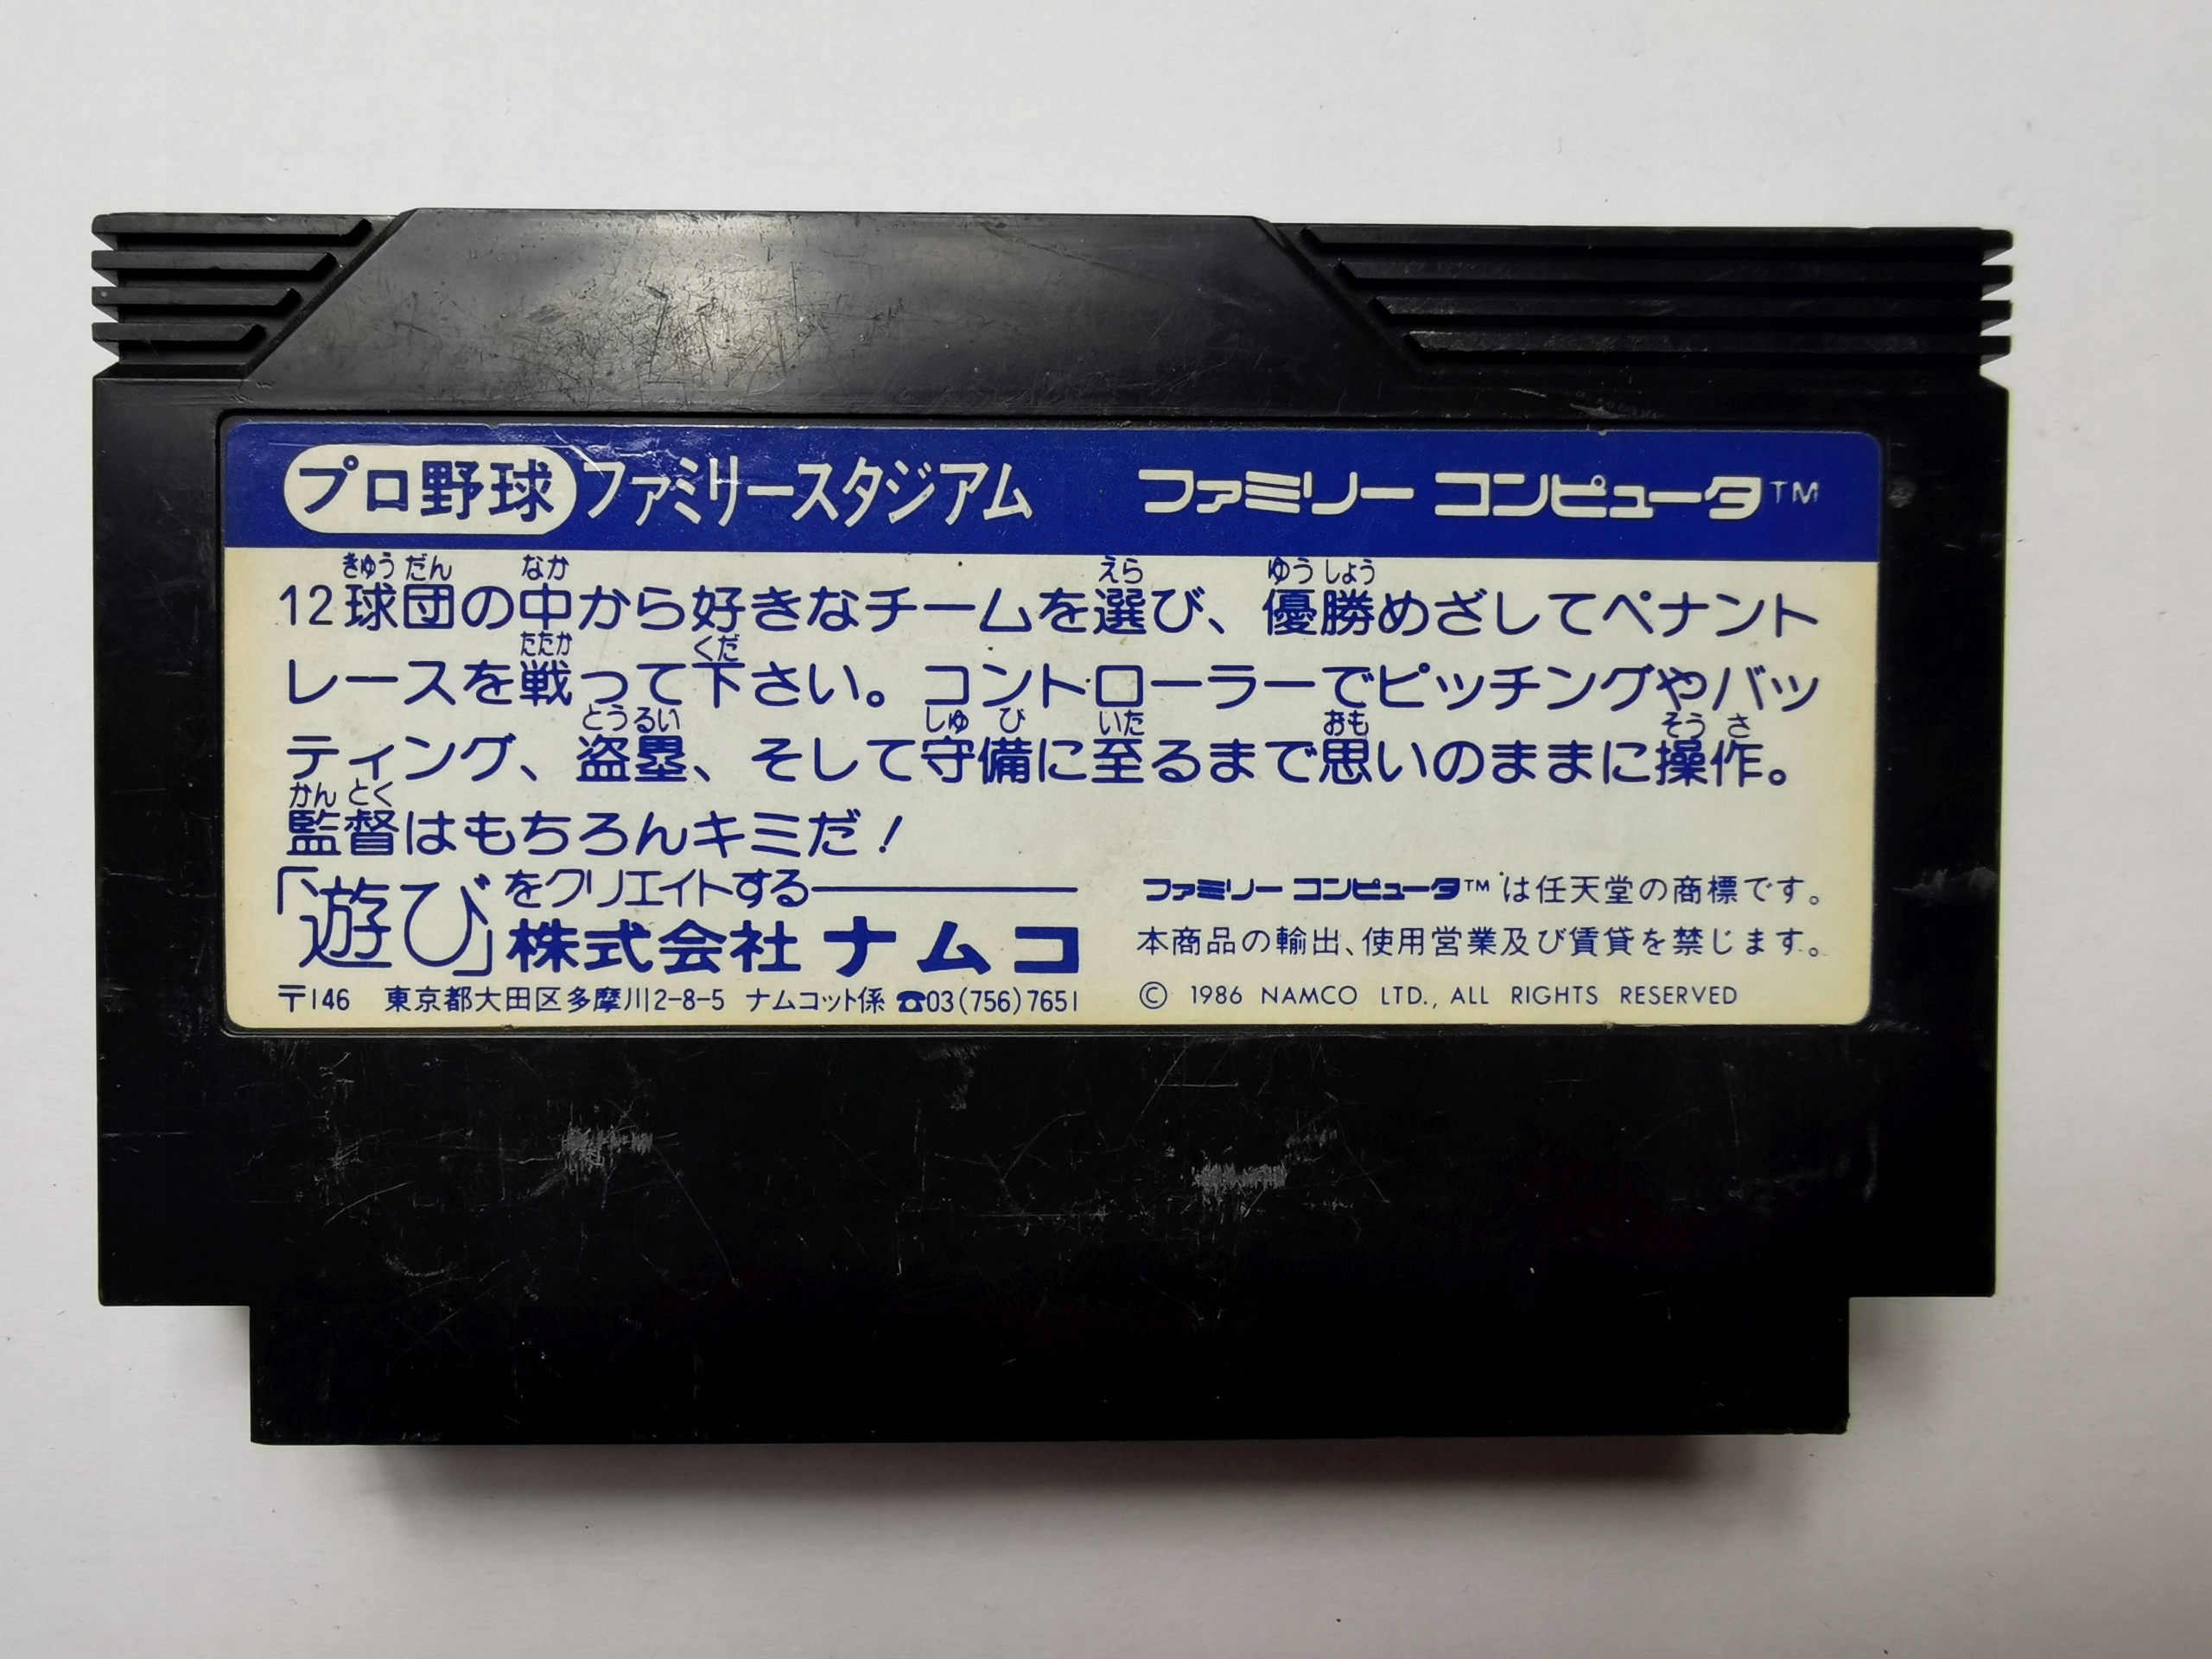 プロ野球 ファミリースタジアム ファミリー コンピュータ™
きゅう だん なか えら ゆう しょう
12球団の中から好きなチームを選び、優勝めざしてペナント
たたか くだ
レースを戦って下さい。コントローラーでピッチングやバッ
とうるい しゅ び いた おも そう さ
ティング、盗塁、そして守備に至るまで思いのままに操作。
かん とく
監督はもちろんキミだ！
「遊び」をクリエイトする──
株式会社 ナムコ
〒146 東京都大田区多摩川2-8-5 ナムコット係 ☎03(756)7651
ファミリー コンピュータ™は任天堂の商標です。
本商品の輸出、使用営業及び賃貸を禁じます。
© 1986 NAMCO LTD., ALL RIGHTS RESERVED